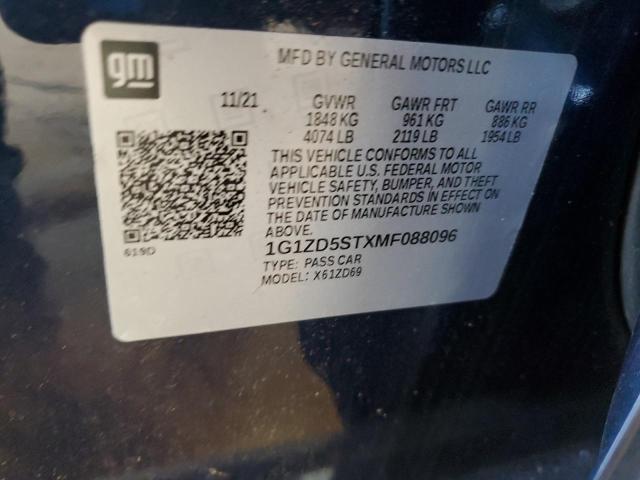 gm
MFD BY GENERAL MOTORS LLC
11/21 GVWR GAWR FRT GAWR RR
1848 KG 961 KG 886 KG
4074 LB 2119 LB 1954 LB
THIS VEHICLE CONFORMS TO ALL
APPLICABLE U.S. FEDERAL MOTOR
VEHICLE SAFETY, BUMPER, AND THEFT
PREVENTION STANDARDS IN EFFECT ON
THE DATE OF MANUFACTURE SHOWN
ABOVE.
619D
1G1ZD5STXMF088096
TYPE: PASS CAR
MODEL: X61ZD69